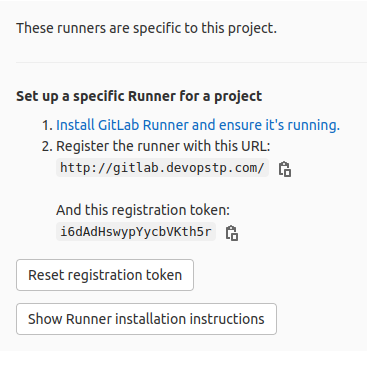 These runners are specific to this project.
Set up a specific Runner for a project
1. Install GitLab Runner and ensure it's running.
2. Register the runner with this URL:
http://gitlab.devopstp.com/
And this registration token:
i6dAdHswypYycbVKth5r
Reset registration token
Show Runner installation instructions